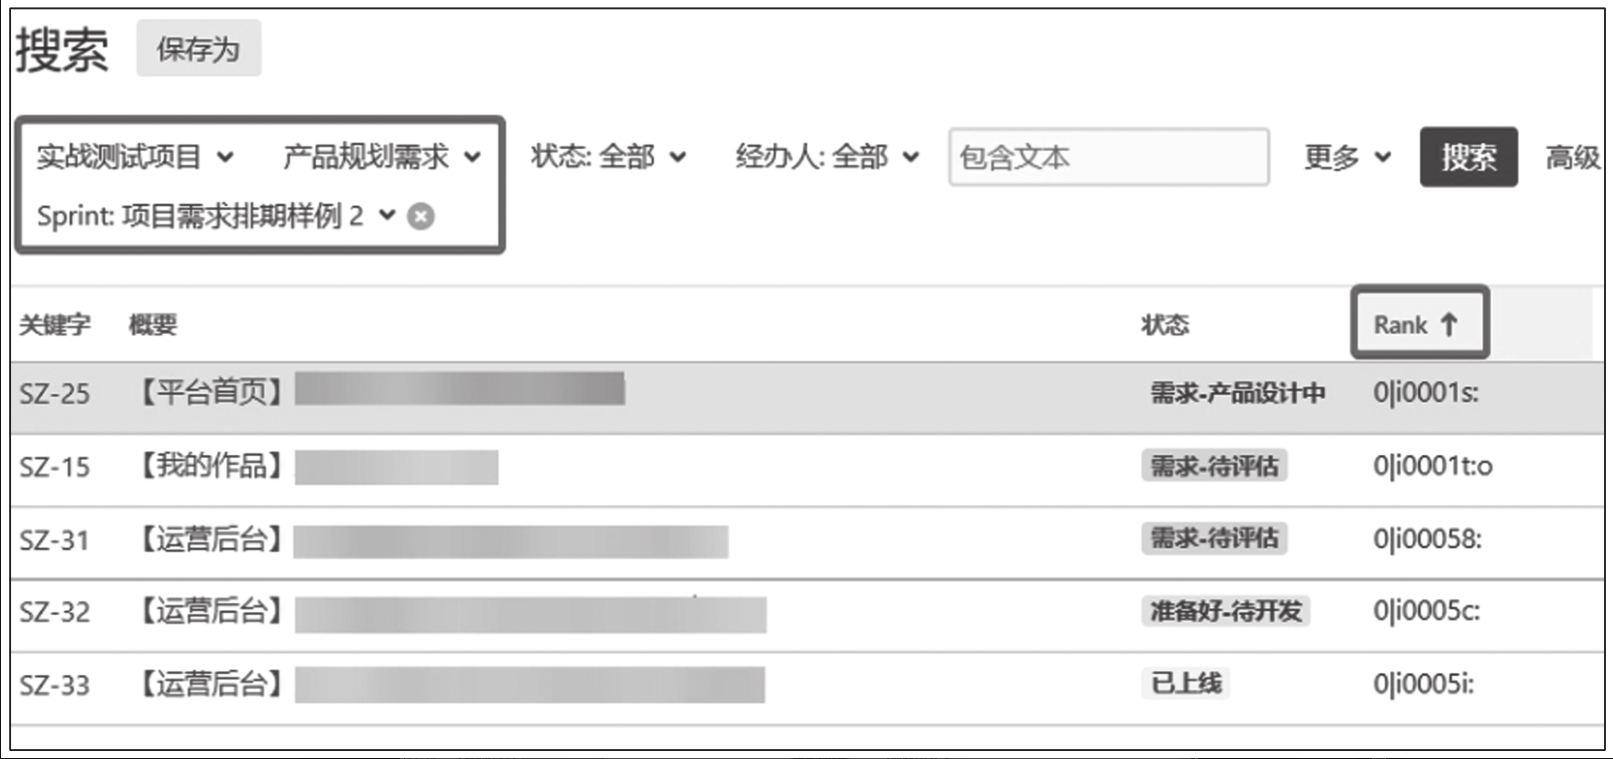 搜索 保存为
实战测试项目 产品规划需求 状态: 全部 经办人: 全部 包含文本 更多 搜索 高级
Sprint: 项目需求排期样例 2
关键字 概要 状态 Rank ↑
SZ-25 【平台首页】 需求-产品设计中 0|i0001s:
SZ-15 【我的作品】 需求-待评估 0|i0001t:o
SZ-31 【运营后台】 需求-待评估 0|i00058:
SZ-32 【运营后台】 准备好-待开发 0|i0005c:
SZ-33 【运营后台】 已上线 0|i0005i: